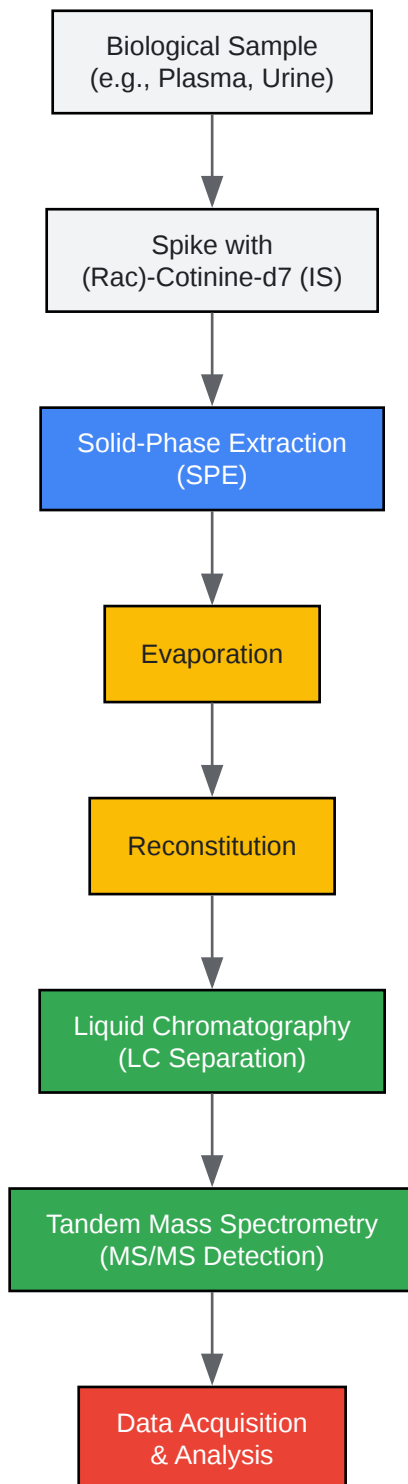 Biological Sample
(e.g., Plasma, Urine)
Spike with
(Rac)-Cotinine-d7 (IS)
Solid-Phase Extraction
(SPE)
Evaporation
Reconstitution
Liquid Chromatography
(LC Separation)
Tandem Mass Spectrometry
(MS/MS Detection)
Data Acquisition
& Analysis